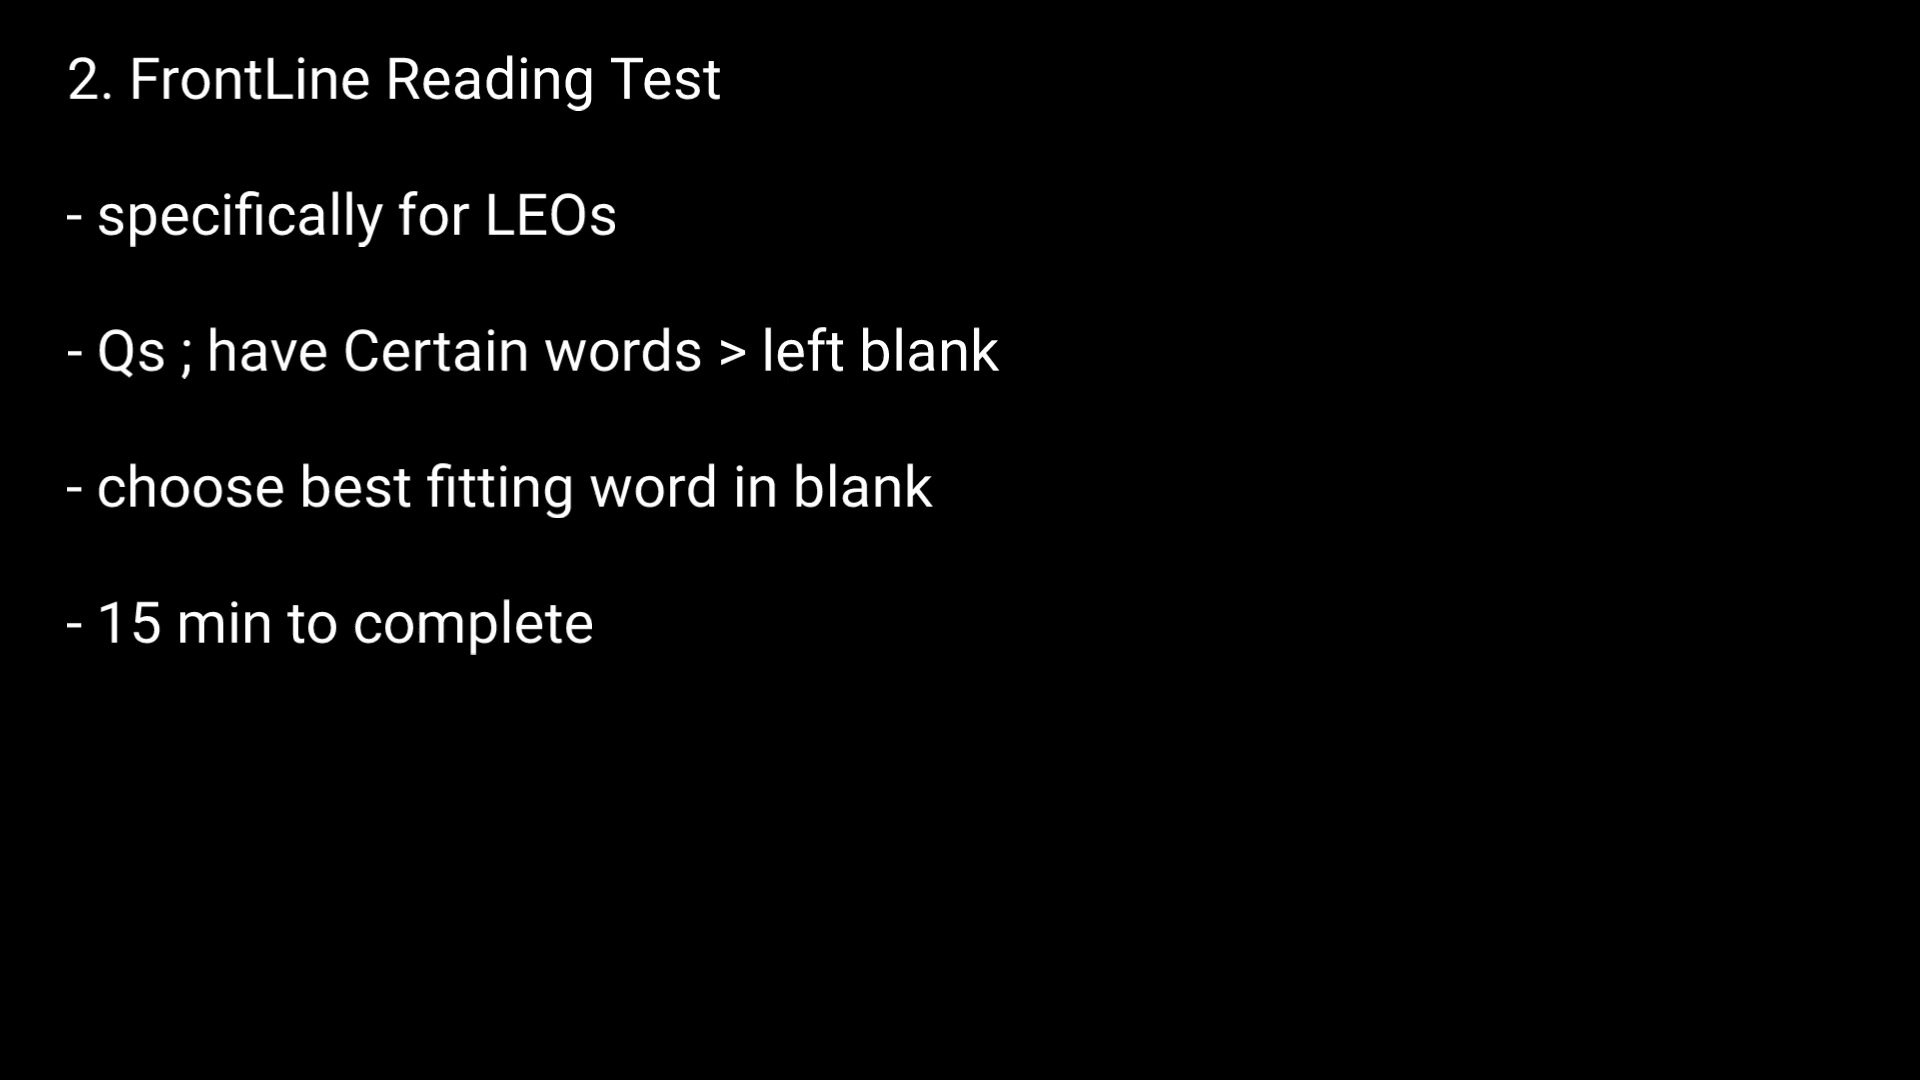 2. FrontLine Reading Test
- specifically for LEOs
- Qs ; have Certain words > left blank
- choose best fitting word in blank
- 15 min to complete